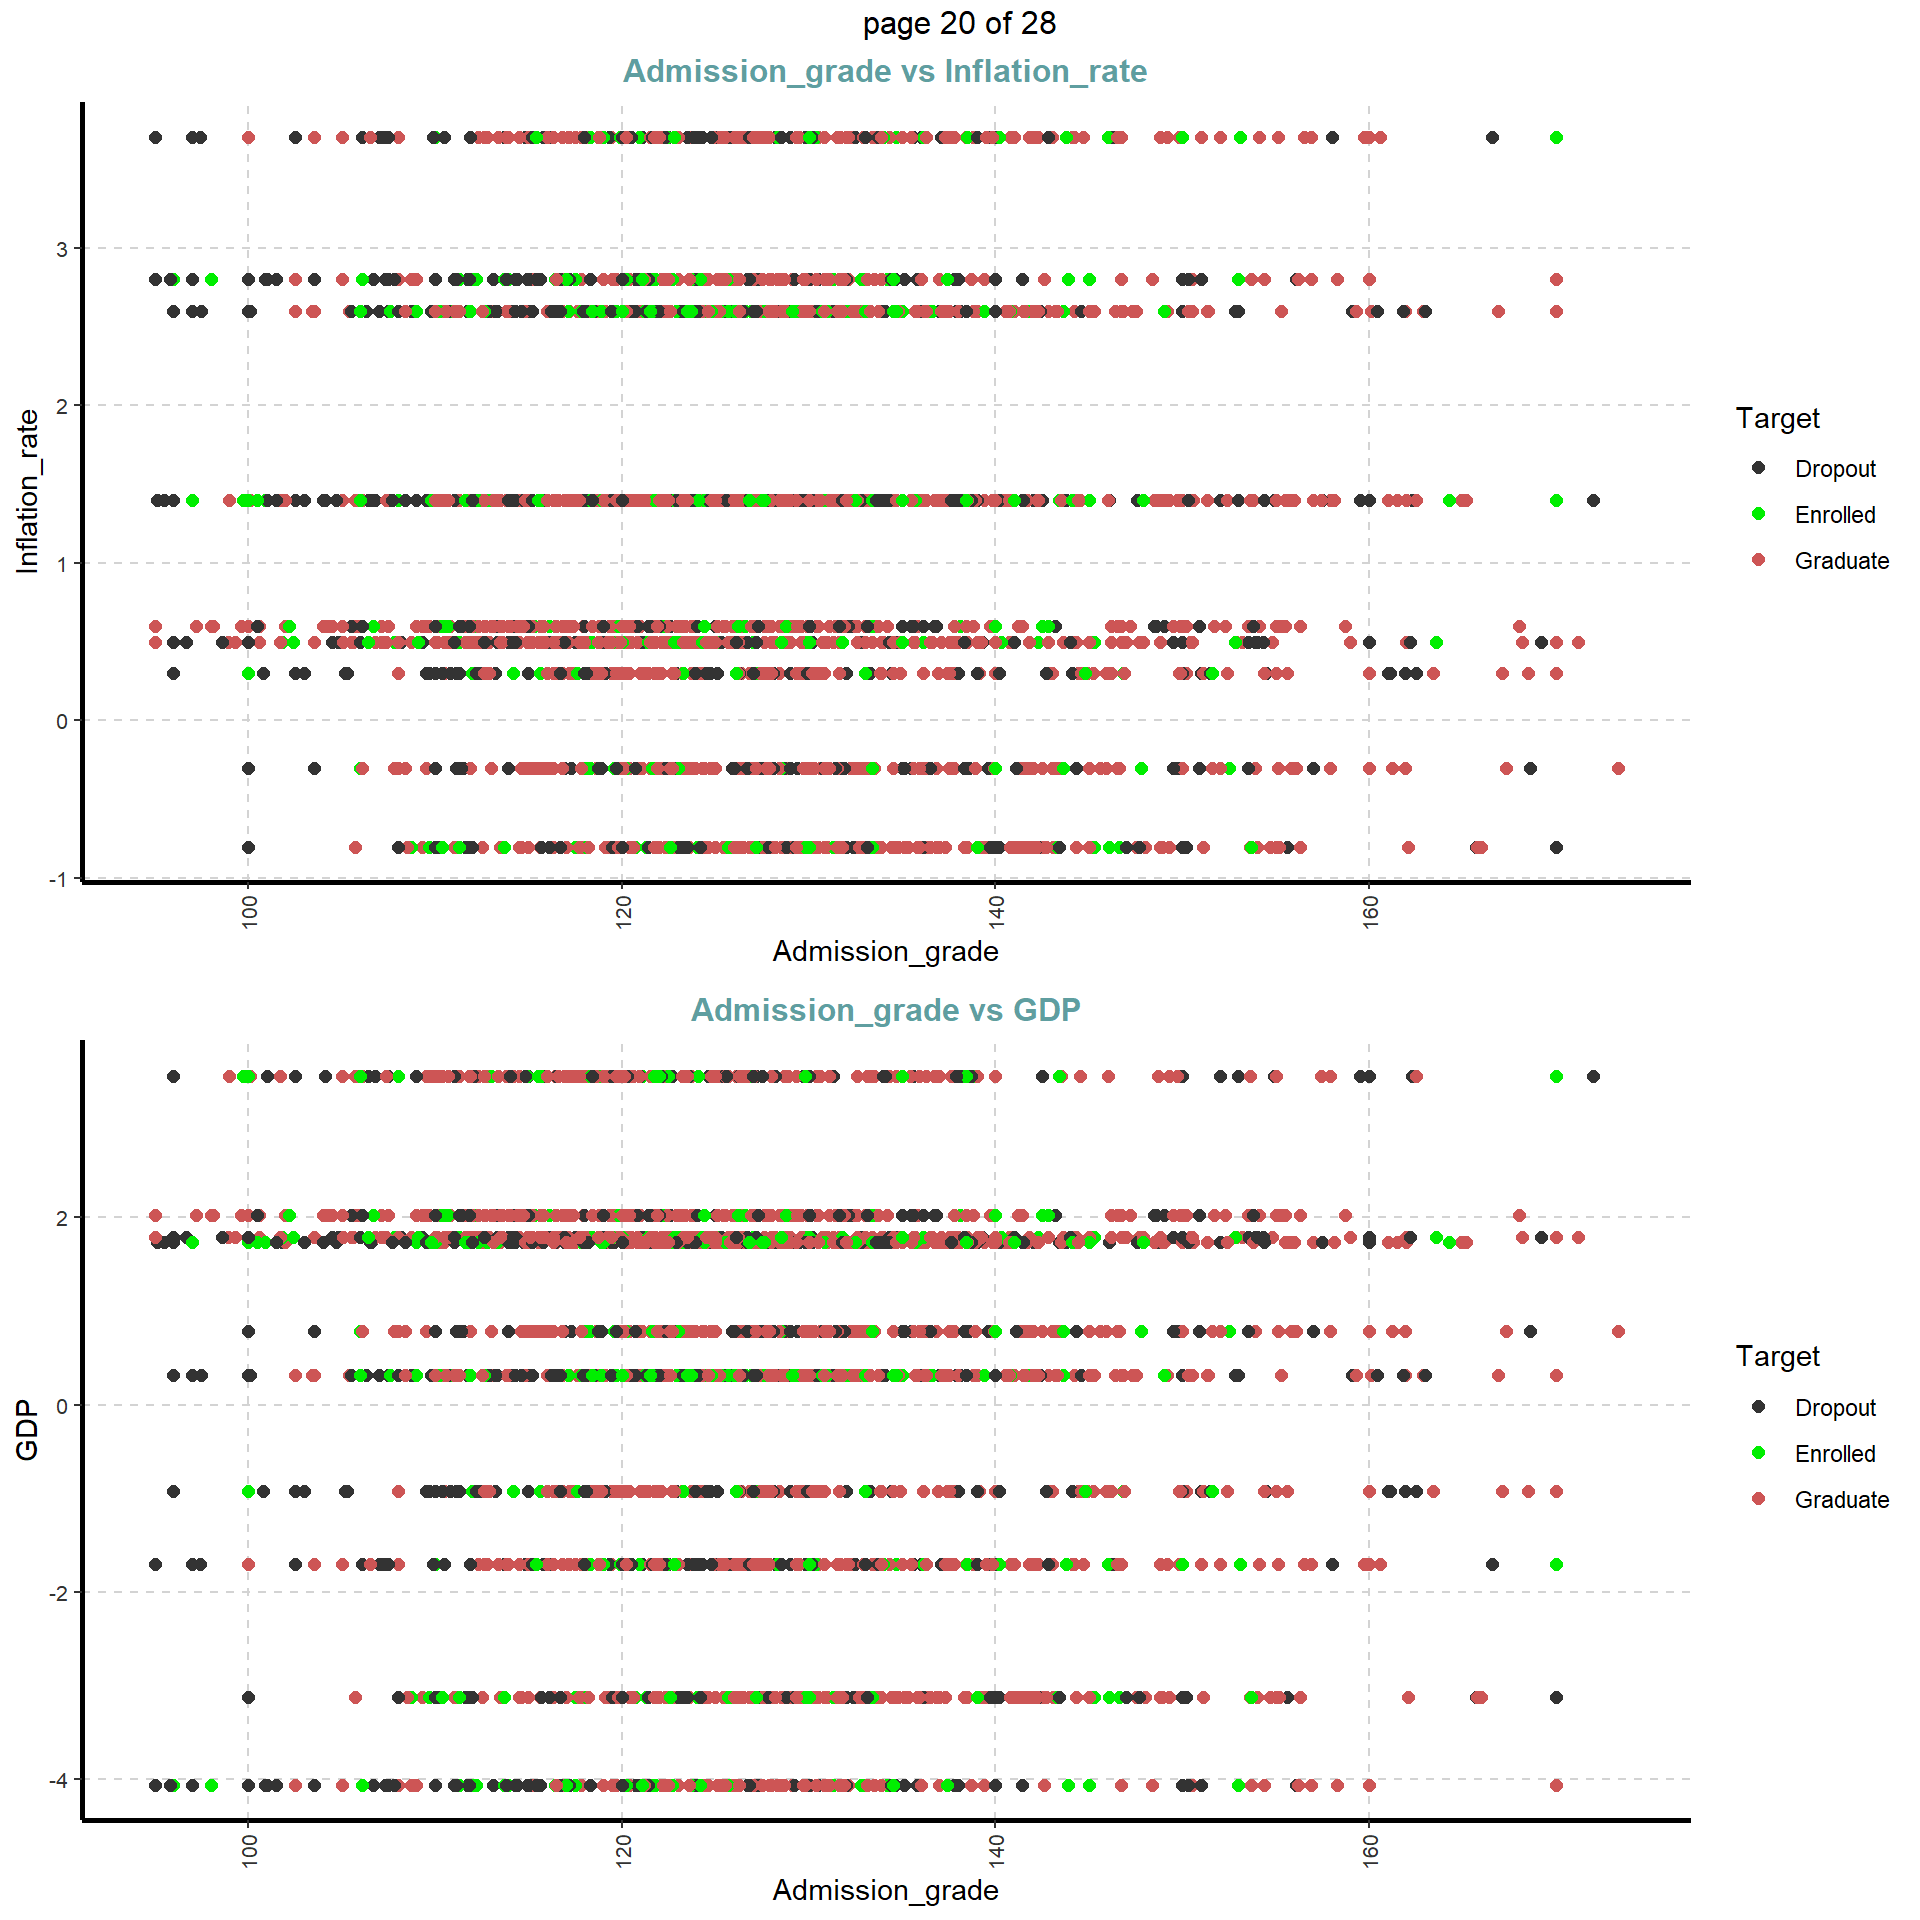 page 20 of 28
Admission_grade vs Inflation_rate
3
2
1
0
-1
Inflation_rate
100 120 140 160
Admission_grade
Target
Dropout
Enrolled
Graduate
Admission_grade vs GDP
2
0
-2
-4
GDP
100 120 140 160
Admission_grade
Target
Dropout
Enrolled
Graduate